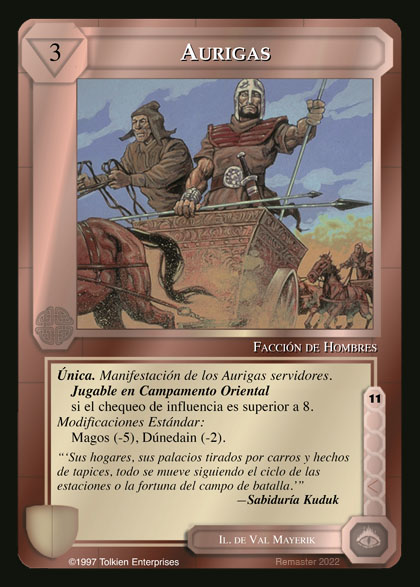 3
AURIGAS
FACCIÓN DE HOMBRES
Única. Manifestación de los Aurigas servidores.
Jugable en Campamento Oriental
si el chequeo de influencia es superior a 8.
Modificaciones Estándar:
Magos (-5), Dúnedain (-2).
11
“‘Sus hogares, sus palacios tirados por carros y hechos
de tapices, todo se mueve siguiendo el ciclo de las
estaciones o la fortuna del campo de batalla.’”
—Sabiduría Kuduk
IL. DE VAL MAYERIK
©1997 Tolkien Enterprises
Remaster 2022